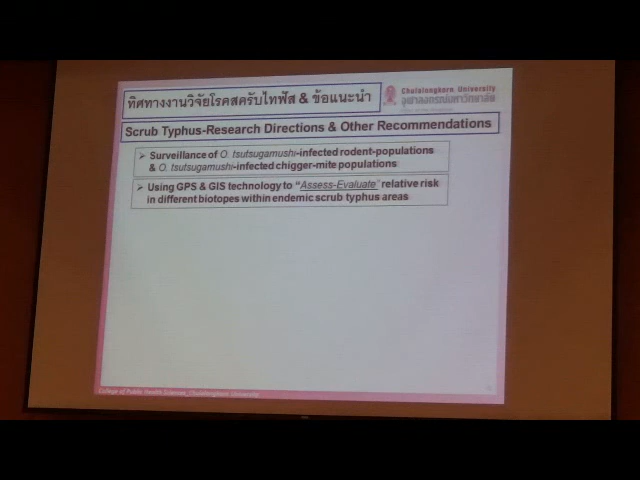 ทิศทางงานวิจัยโรคสครับไทฟัส & ข้อแนะนำ
Chulalongkorn University
จุฬาลงกรณ์มหาวิทยาลัย
Scrub Typhus-Research Directions & Other Recommendations
➢ Surveillance of O. tsutsugamushi-infected rodent-populations
& O. tsutsugamushi-infected chigger-mite populations
➢ Using GPS & GIS technology to "Assess-Evaluate" relative risk
in different biotopes within endemic scrub typhus areas
College of Public Health Sciences, Chulalongkorn University